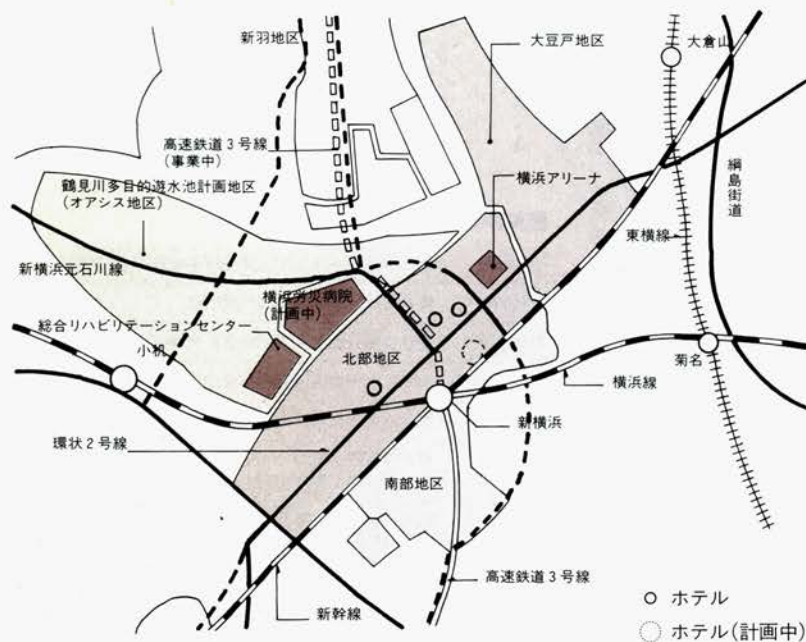 新羽地区
大豆戸地区
大倉山
高速鉄道3号線
(事業中)
綱島街道
鶴見川多目的遊水池計画地区
(オアシス地区)
横浜アリーナ
東横線
新横浜元石川線
横浜労災病院
(計画中)
総合リハビリテーションセンター
小机
北部地区
菊名
横浜線
新横浜
環状2号線
南部地区
高速鉄道3号線
新幹線
ホテル
ホテル(計画中)